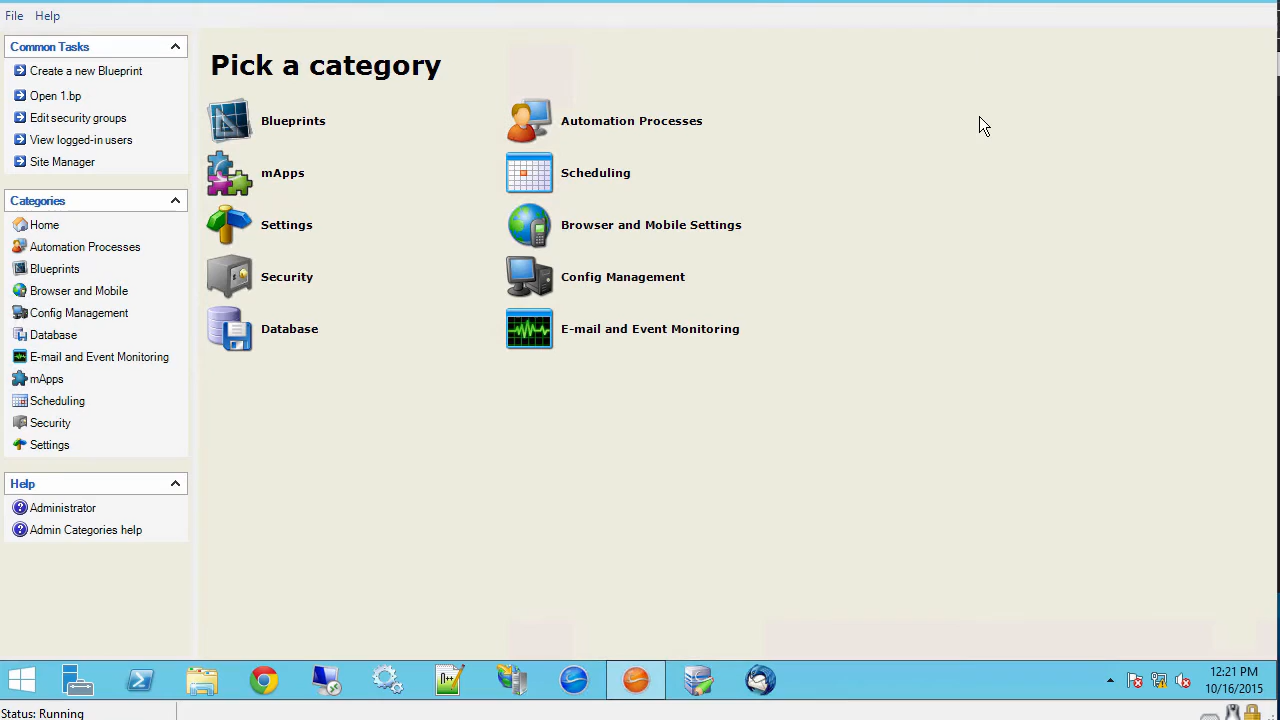 File Help
Common Tasks
Create a new Blueprint
Open 1.bp
Edit security groups
View logged-in users
Site Manager
Categories
Home
Automation Processes
Blueprints
Browser and Mobile
Config Management
Database
E-mail and Event Monitoring
mApps
Scheduling
Security
Settings
Help
Administrator
Admin Categories help
Pick a category
Blueprints
Automation Processes
mApps
Scheduling
Settings
Browser and Mobile Settings
Security
Config Management
Database
E-mail and Event Monitoring
12:21 PM
10/16/2015
Status: Running